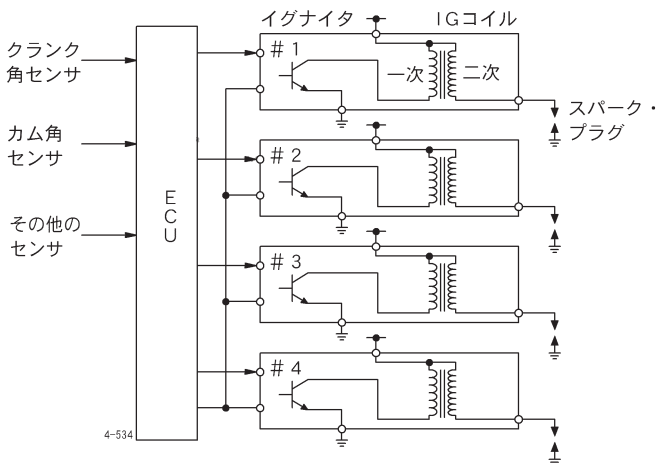 イグナイタ
IGコイル
クランク
角センサ
カム角
センサ
その他の
センサ
ECU
# 1
一次
二次
スパーク・
プラグ
# 2
# 3
# 4
4-534